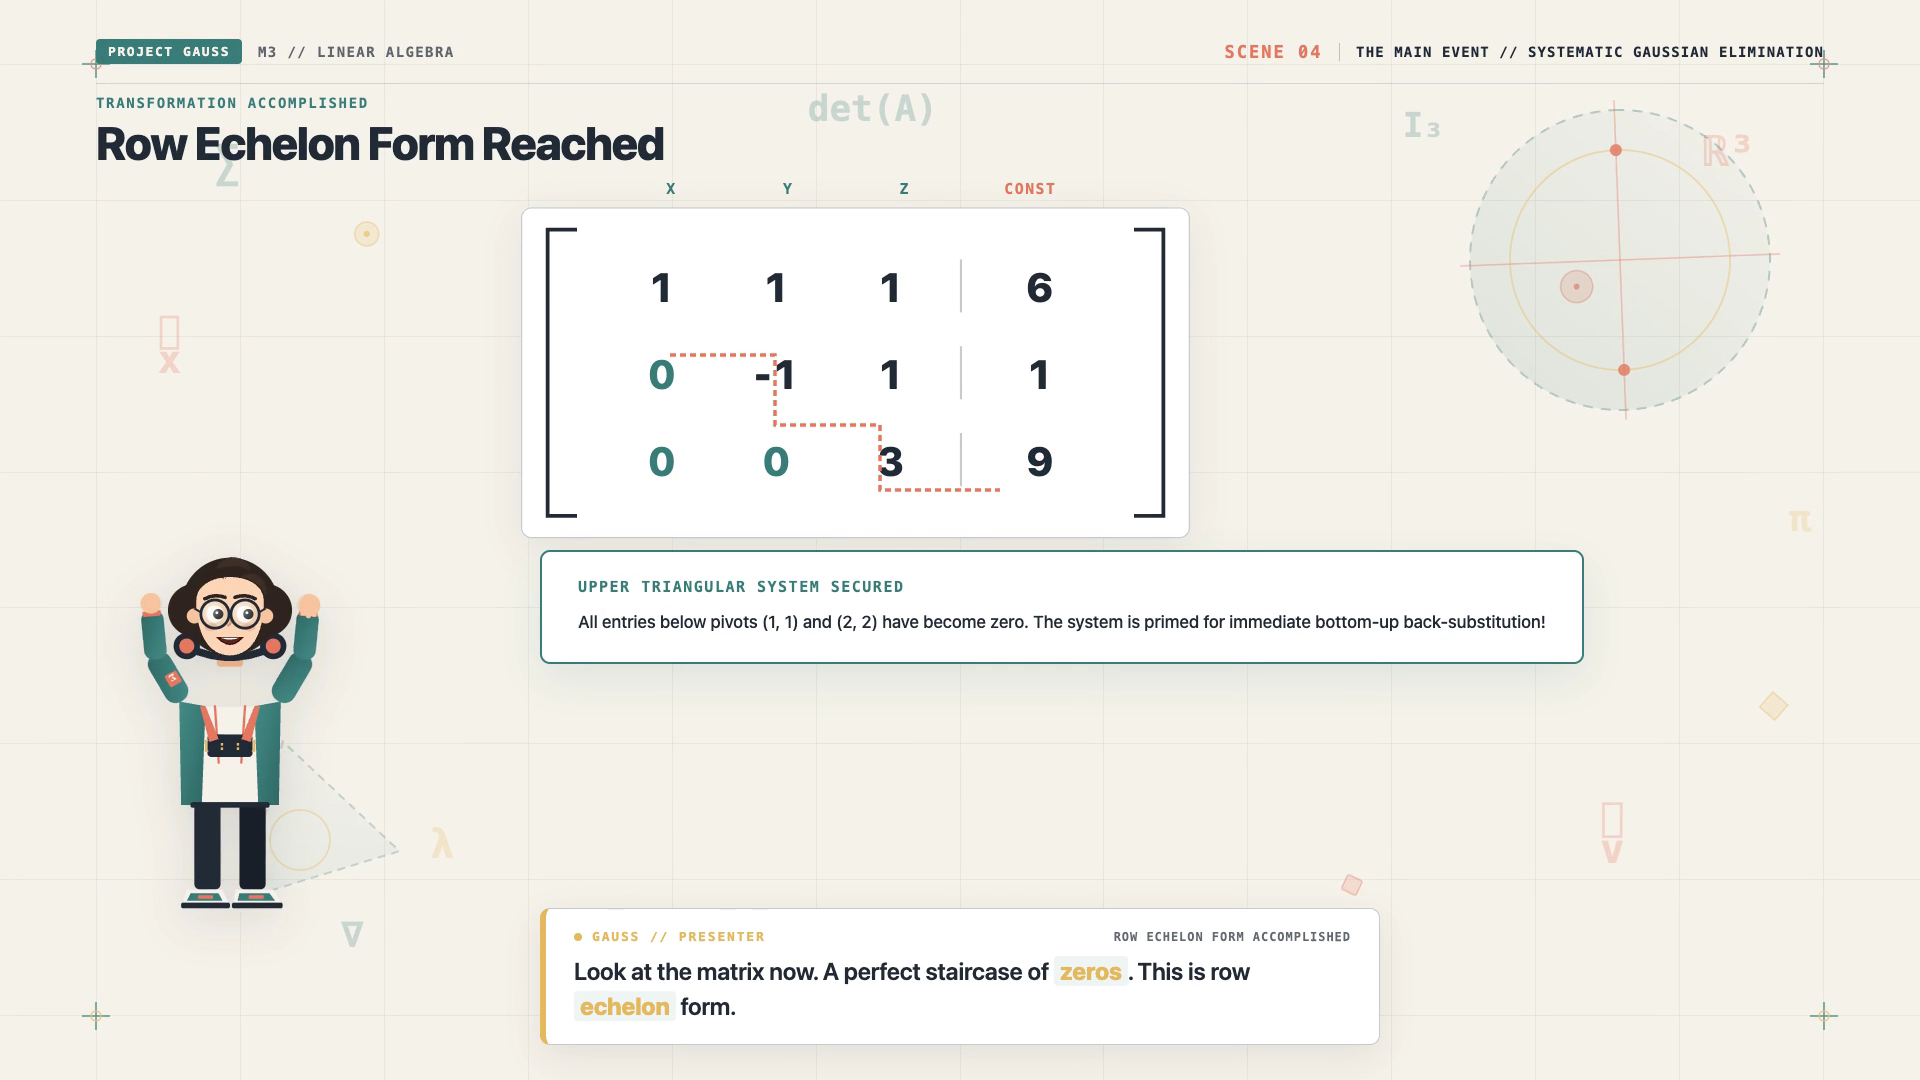 PROJECT GAUSS M3 // LINEAR ALGEBRA
SCENE 04 THE MAIN EVENT // SYSTEMATIC GAUSSIAN ELIMINATION
TRANSFORMATION ACCOMPLISHED
Row Echelon Form Reached
det(A)
I₃
ℝ³
Σ
X Y Z CONST
1 1 1 6
0 -1 1 1
0 0 3 9
x
π
UPPER TRIANGULAR SYSTEM SECURED
All entries below pivots (1, 1) and (2, 2) have become zero. The system is primed for immediate bottom-up back-substitution!
λ
v
∇
GAUSS // PRESENTER
ROW ECHELON FORM ACCOMPLISHED
Look at the matrix now. A perfect staircase of zeros. This is row
echelon form.